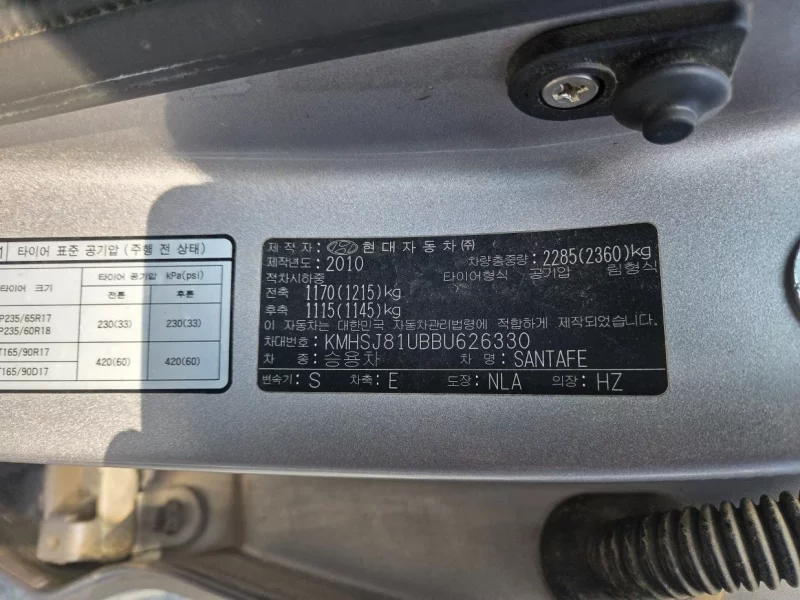 타이어 표준 공기압 (주행 전 상태)
타이어 크기
타이어 공기압 kPa(psi)
전륜 후륜
P235/65R17
P235/60R18
230(33) 230(33)
T165/90R17
T165/90D17
420(60) 420(60)
제 작 자: 현대자동차㈜
제작년도: 2010 차량총중량: 2285(2360)kg
적차시하중 타이어형식 공기압 림형식
전축 1170(1215)kg
후축 1115(1145)kg
이 자동차는 대한민국 자동차관리법령에 적합하게 제작되었음.
차대번호: KMHSJ81UBBU626330
차 종: 승용차 차 명: SANTAFE
변속기: S 차축: E 도장: NLA 의장: HZ